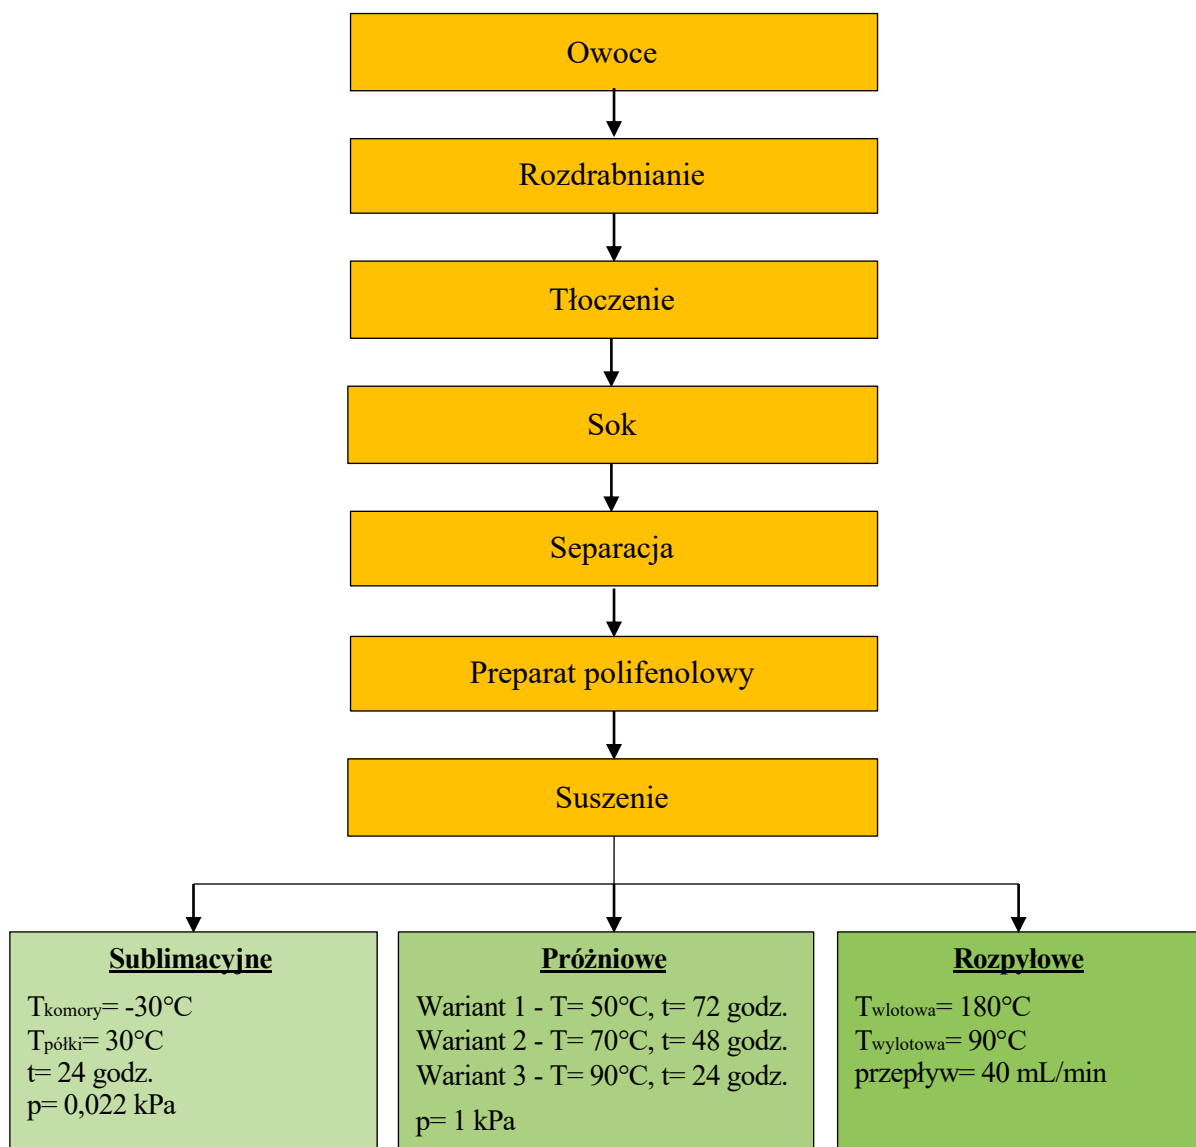 Owoce
Rozdrabnianie
Tłoczenie
Sok
Separacja
Preparat polifenolowy
Suszenie
Sublimacyjne
Tkomory= -30°C
Tpółki= 30°C
t= 24 godz.
p= 0,022 kPa
Próżniowe
Wariant 1 - T= 50°C, t= 72 godz.
Wariant 2 - T= 70°C, t= 48 godz.
Wariant 3 - T= 90°C, t= 24 godz.
p= 1 kPa
Rozpyłowe
Twlotowa= 180°C
Twylotowa= 90°C
przepływ= 40 mL/min